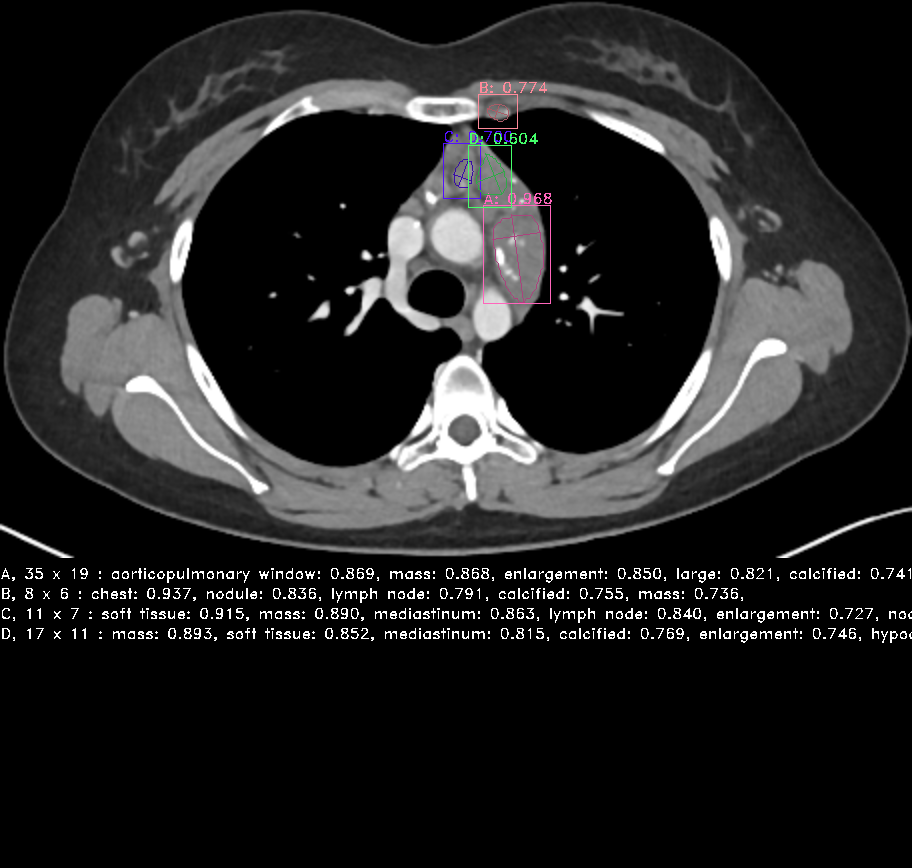 B: 0.774
D: 0.604
A: 0.968
A, 35 x 19 : aorticopulmonary window: 0.869, mass: 0.868, enlargement: 0.850, large: 0.821, calcified: 0.741
B, 8 x 6 : chest: 0.937, nodule: 0.836, lymph node: 0.791, calcified: 0.755, mass: 0.736,
C, 11 x 7 : soft tissue: 0.915, mass: 0.890, mediastinum: 0.863, lymph node: 0.840, enlargement: 0.727, noc
D, 17 x 11 : mass: 0.893, soft tissue: 0.852, mediastinum: 0.815, calcified: 0.769, enlargement: 0.746, hypoc